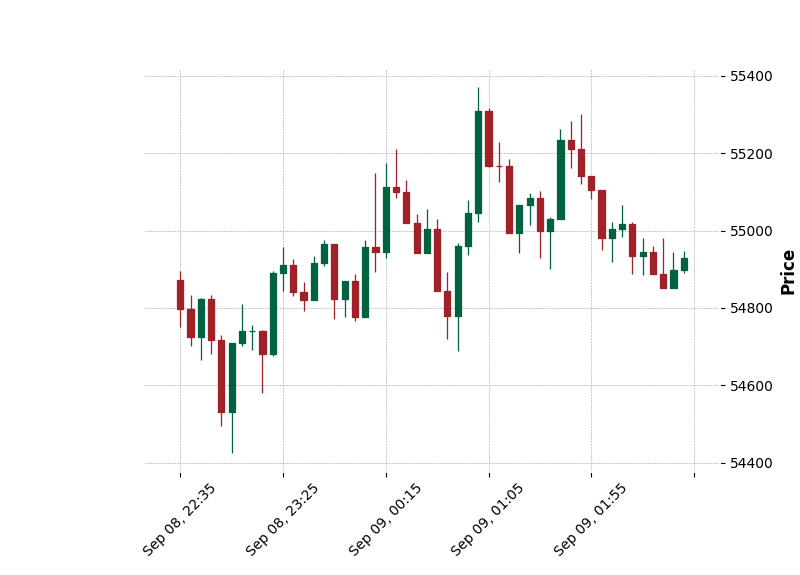 55400
55200
55000
54800
54600
54400
Price
Sep 08, 22:35
Sep 08, 23:25
Sep 09, 00:15
Sep 09, 01:05
Sep 09, 01:55